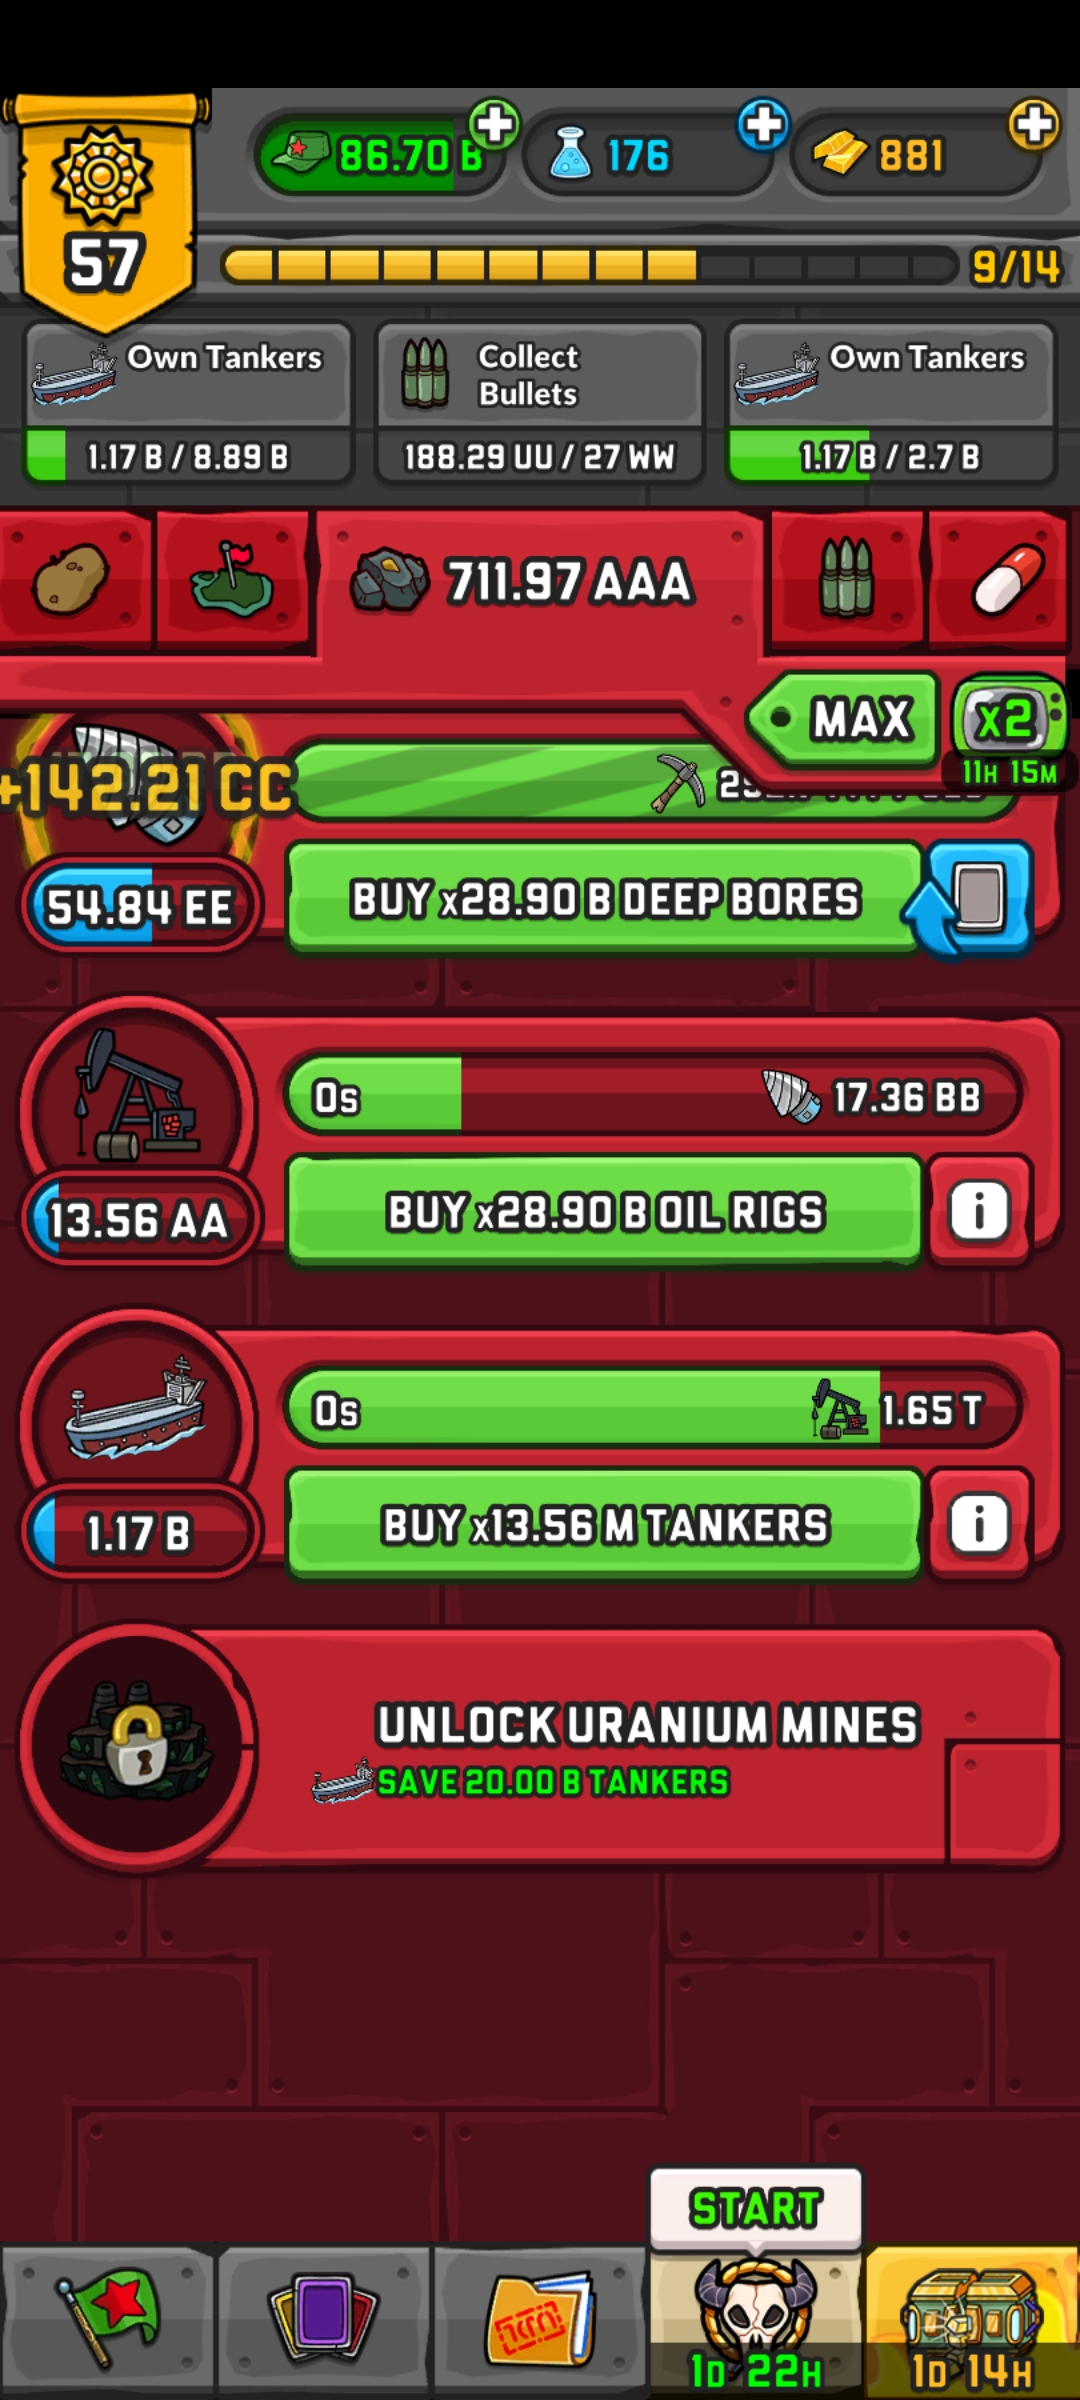 86.70 B
176
881
57
9/14
Own Tankers
1.17 B / 8.89 B
Collect
Bullets
188.29 UU / 27 WW
Own Tankers
1.17 B / 2.7 B
711.97 AAA
MAX
x2
11H 15M
+142.21 CC
54.84 EE
BUY x28.90 B DEEP BORES
0s
17.36 BB
13.56 AA
BUY x28.90 B OIL RIGS
i
0s
1.65 T
1.17 B
BUY x13.56 M TANKERS
i
UNLOCK URANIUM MINES
SAVE 20.00 B TANKERS
START
1D 22H
1D 14H